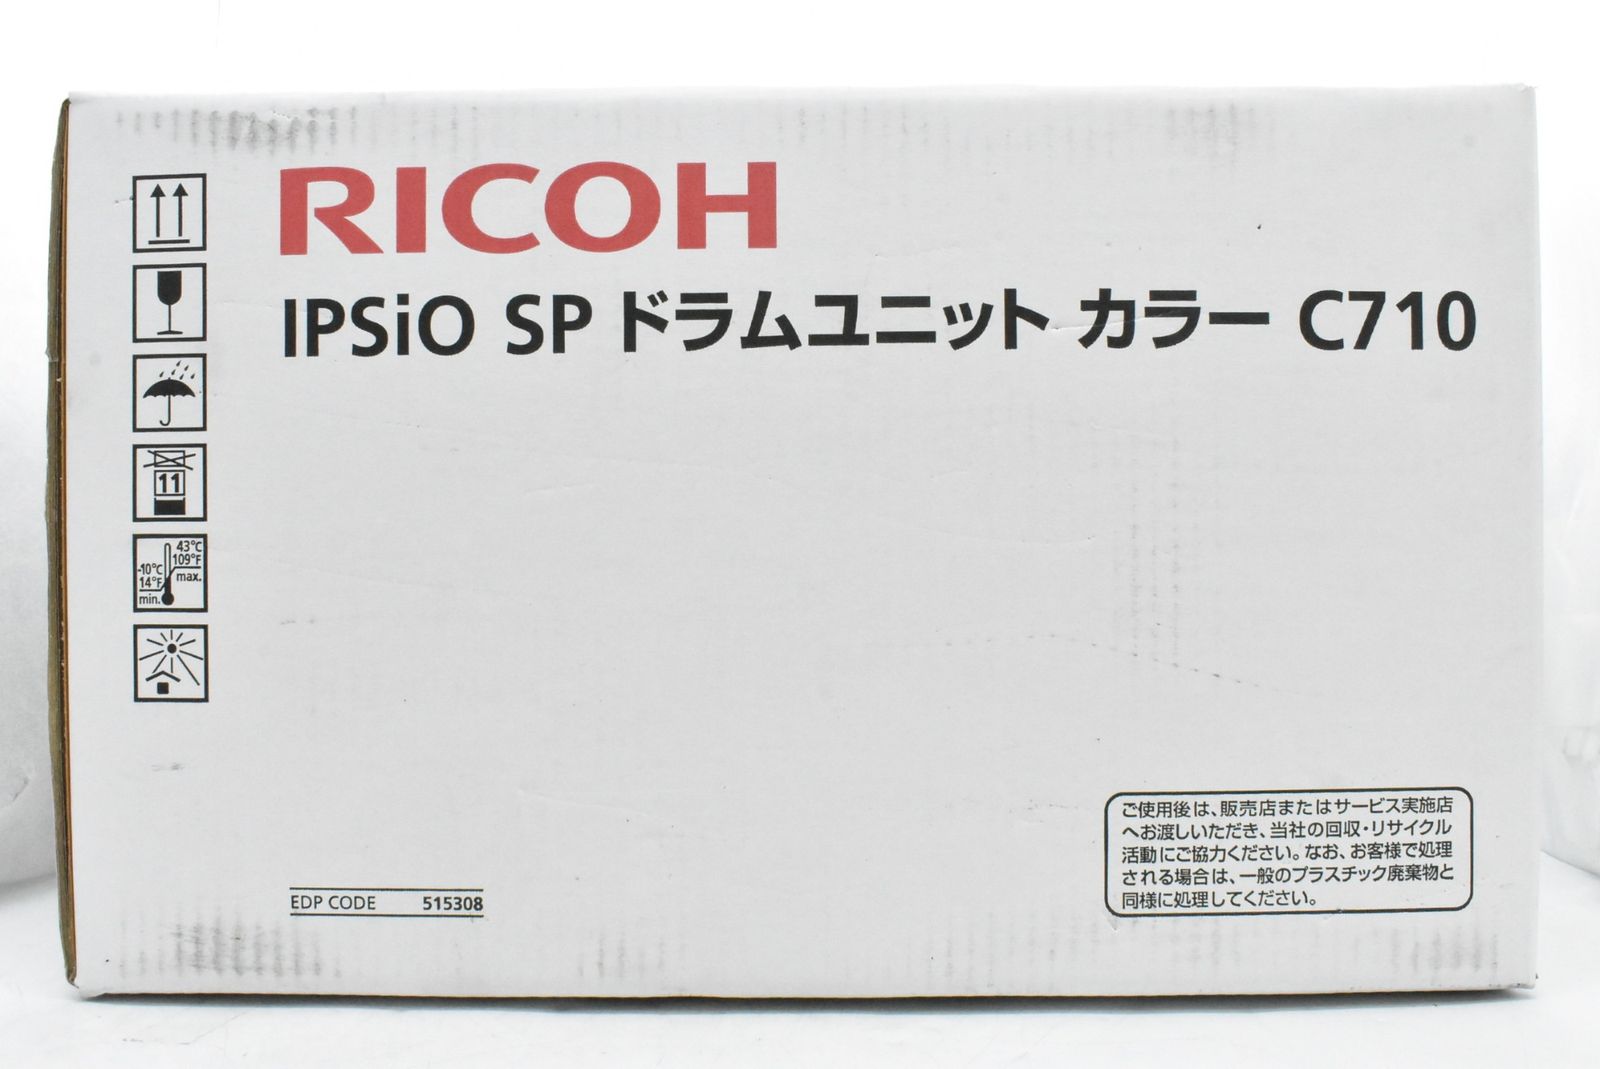 RICOH
IPSiO SP ドラムユニット カラー C710
11
43°C
109°F
max.
-10°C
14°F
min.
ご使用後は、販売店またはサービス実施店
へお渡しいただき、当社の回収・リサイクル
活動にご協力ください。なお、お客様で処理
される場合は、一般のプラスチック廃棄物と
同様に処理してください。
EDP CODE 515308